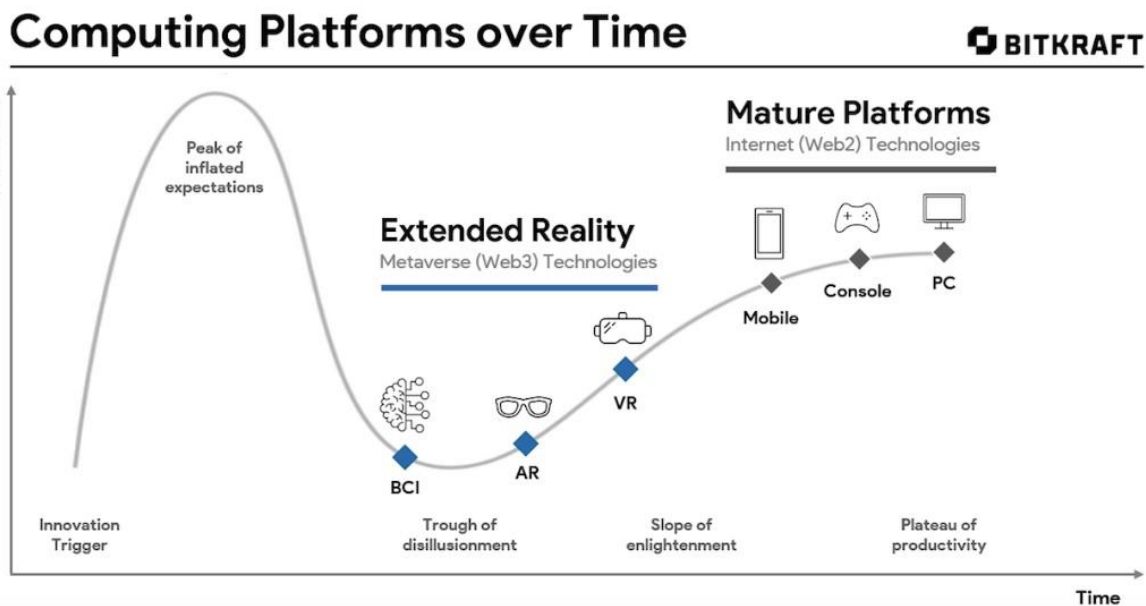 Computing Platforms over Time
BITKRAFT
Peak of
inflated
expectations
Mature Platforms
Internet (Web2) Technologies
Extended Reality
Metaverse (Web3) Technologies
Mobile
Console
PC
VR
AR
BCI
Innovation
Trigger
Trough of
disillusionment
Slope of
enlightenment
Plateau of
productivity
Time